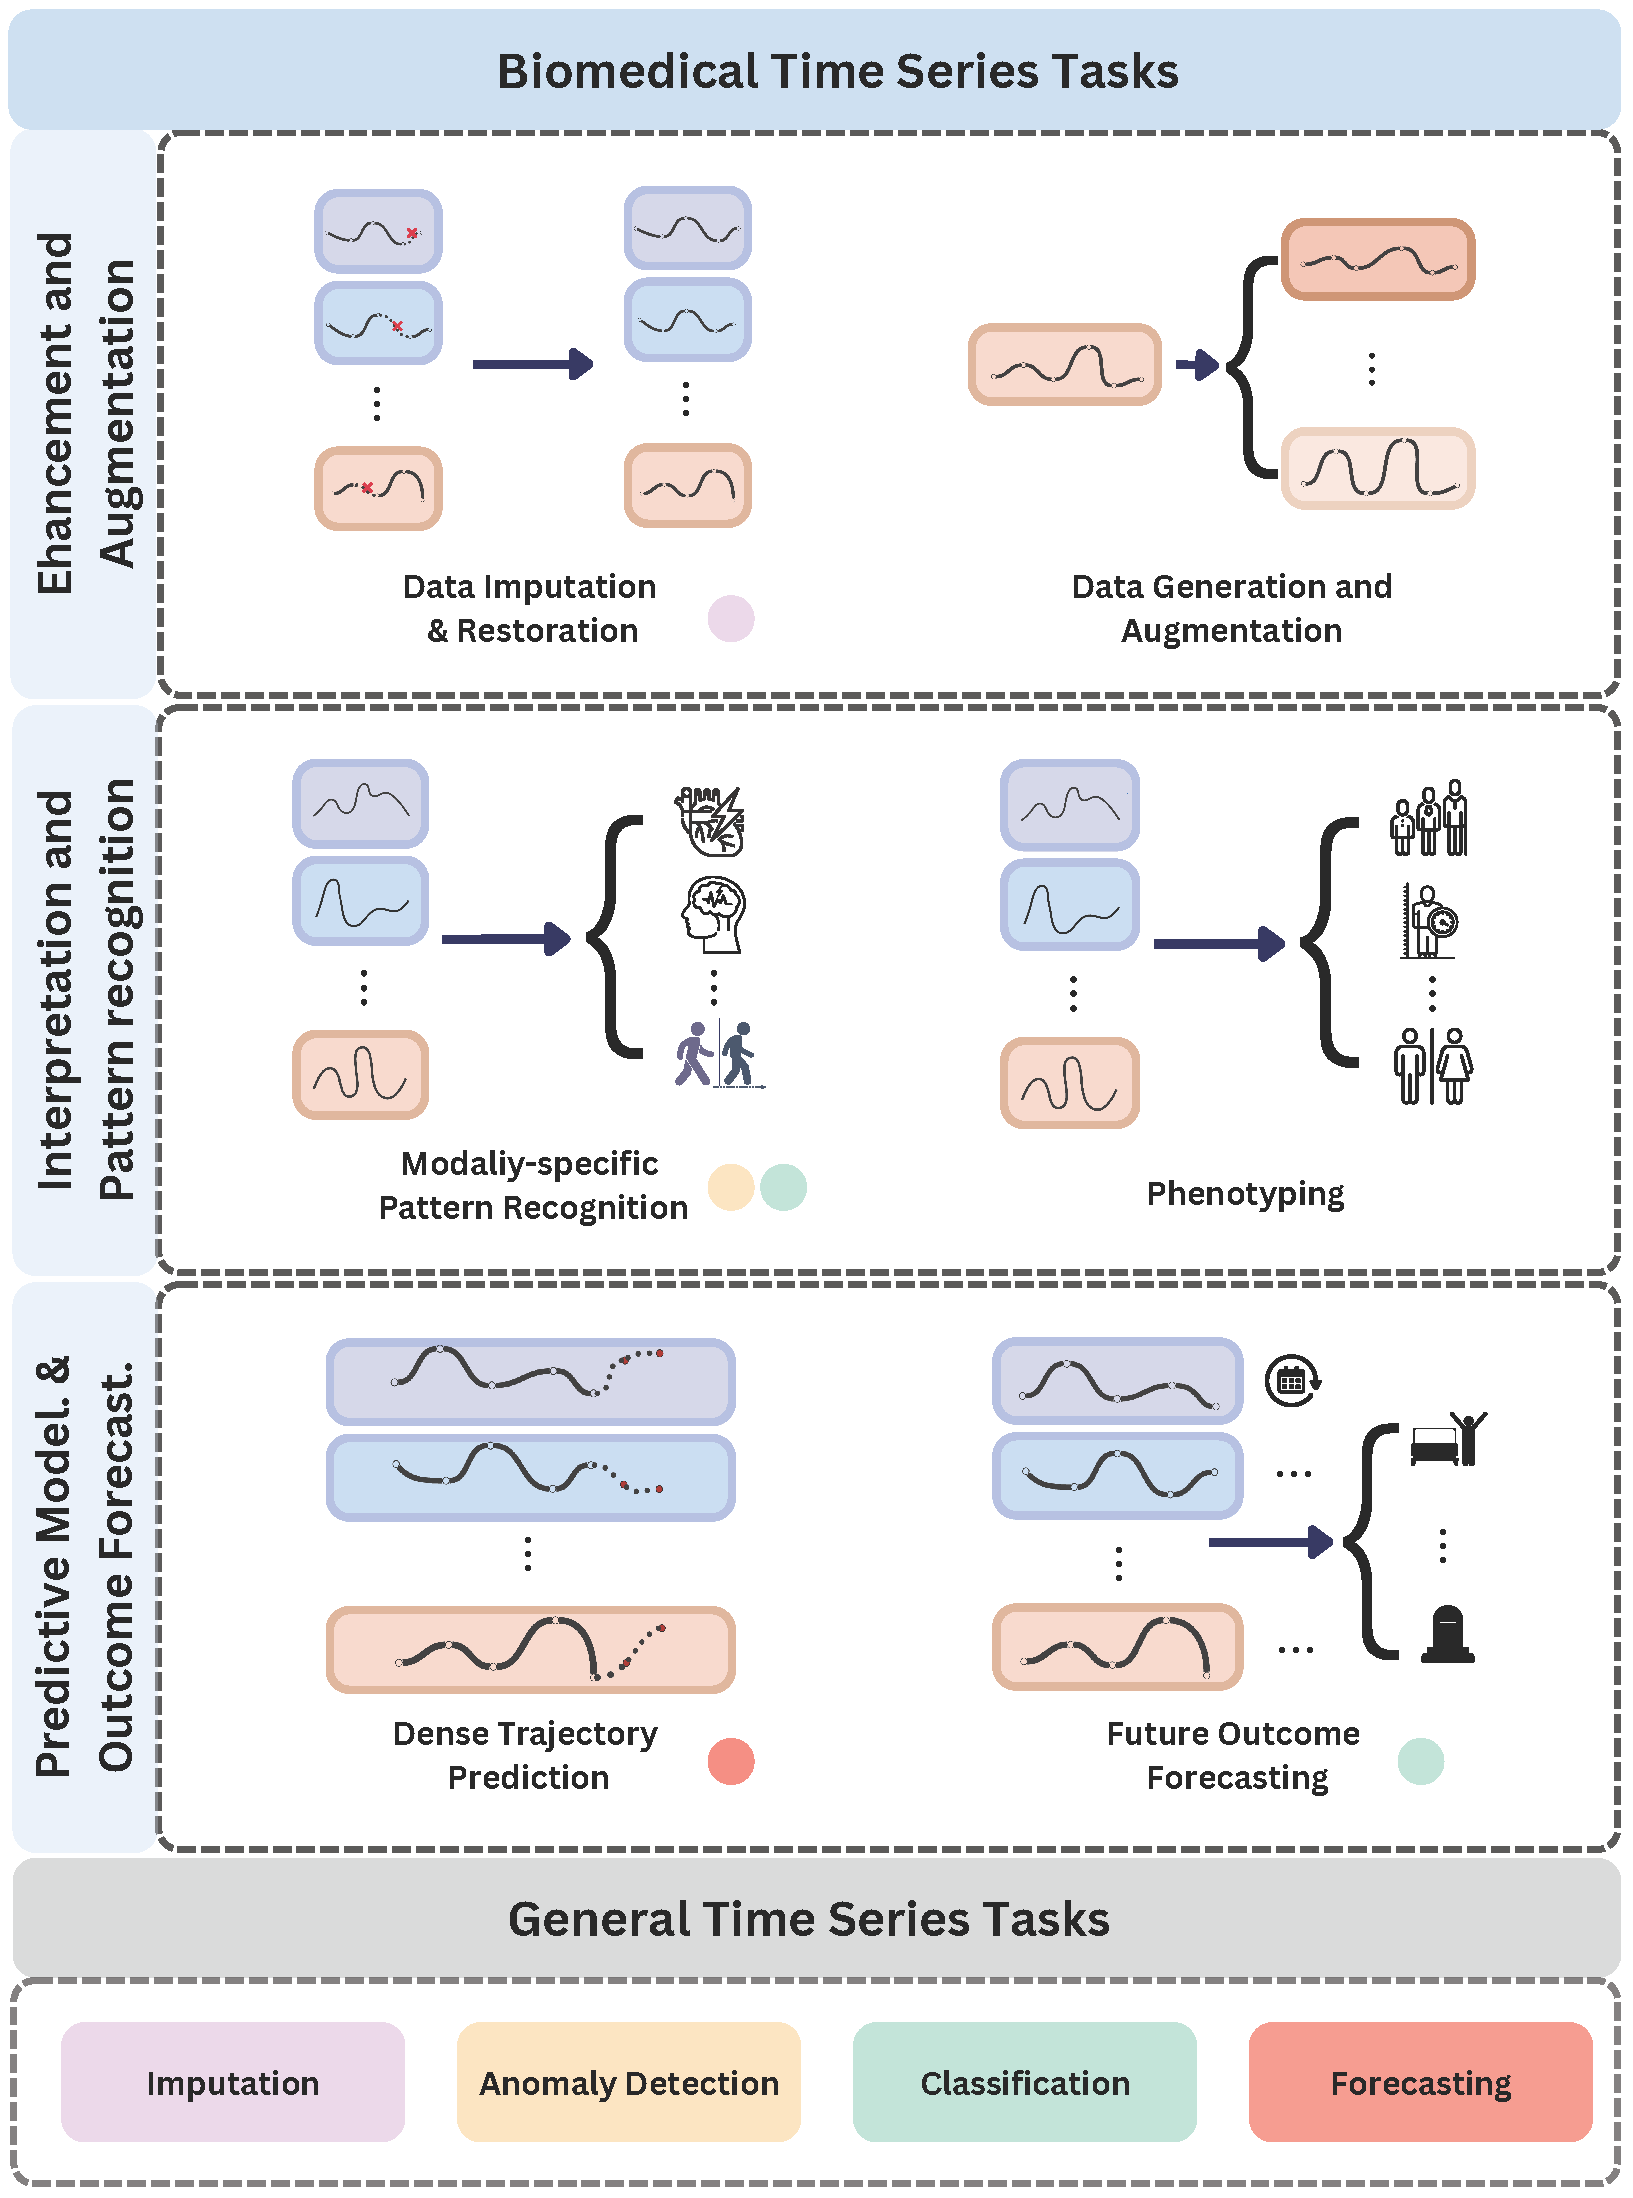 Biomedical Time Series Tasks
Ehancement and
Augmentation
Data Imputation
& Restoration
Data Generation and
Augmentation
Interpretation and
Pattern recognition
Modaliy-specific
Pattern Recognition
Phenotyping
Predictive Model. &
Outcome Forecast.
Dense Trajectory
Prediction
Future Outcome
Forecasting
General Time Series Tasks
Imputation
Anomaly Detection
Classification
Forecasting